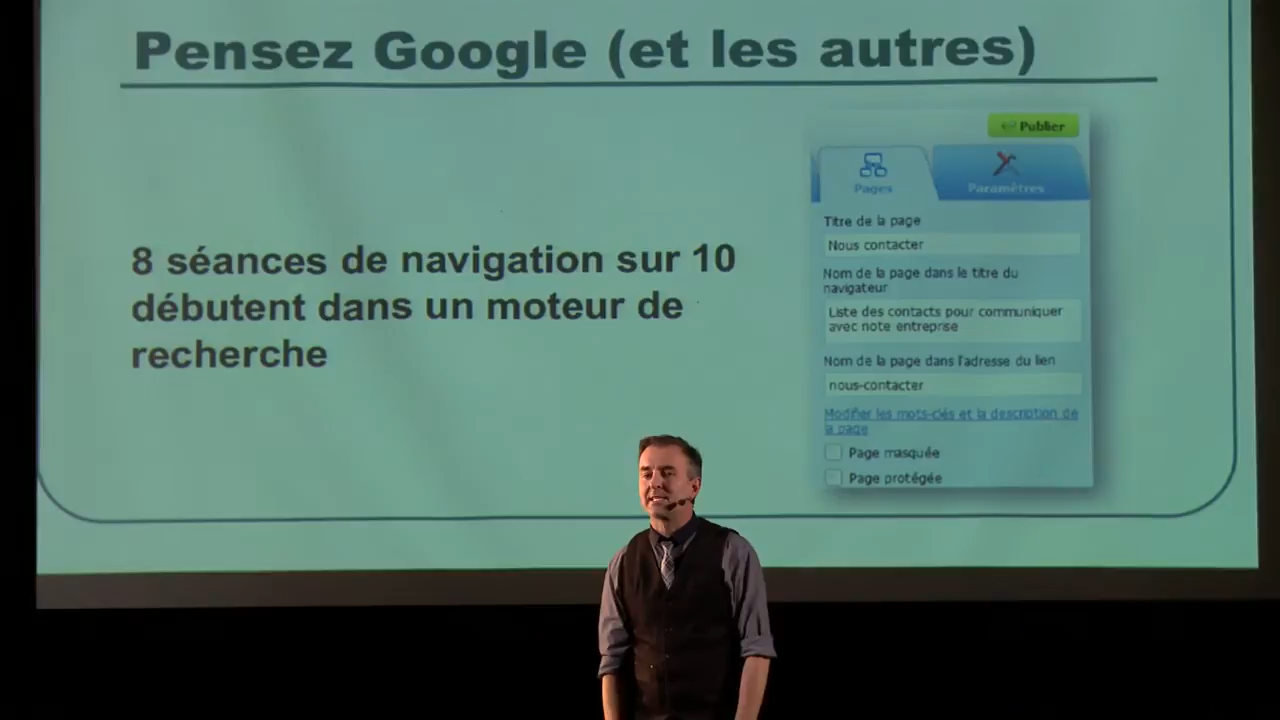 Pensez Google (et les autres)
8 séances de navigation sur 10
débutent dans un moteur de
recherche
Publier
Pages
Paramètres
Titre de la page
Nous contacter
Nom de la page dans le titre du
navigateur
Liste des contacts pour communiquer
avec note entreprise
Nom de la page dans l'adresse du lien
nous-contacter
Modifier les mots-clés et la description de
la page
Page masquée
Page protégée